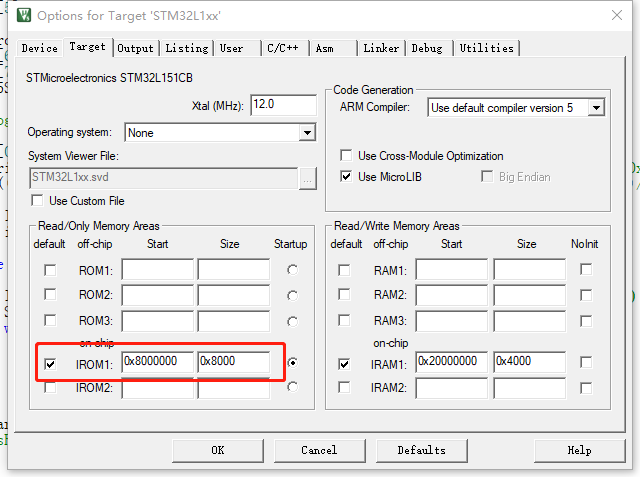 Options for Target 'STM32L1xx'
Device Target Output Listing User C/C++ Asm Linker Debug Utilities
STMicroelectronics STM32L151CB
Xtal (MHz): 12.0
Operating system: None
System Viewer File:
STM32L1xx.svd ...
Use Custom File
Code Generation
ARM Compiler: Use default compiler version 5
Use Cross-Module Optimization
Use MicroLIB Big Endian
Read/Only Memory Areas
default off-chip Start Size Startup
ROM1:
ROM2:
ROM3:
on-chip
IROM1: 0x8000000 0x8000
IROM2:
Read/Write Memory Areas
default off-chip Start Size NoInit
RAM1:
RAM2:
RAM3:
on-chip
IRAM1: 0x20000000 0x4000
IRAM2:
OK Cancel Defaults Help